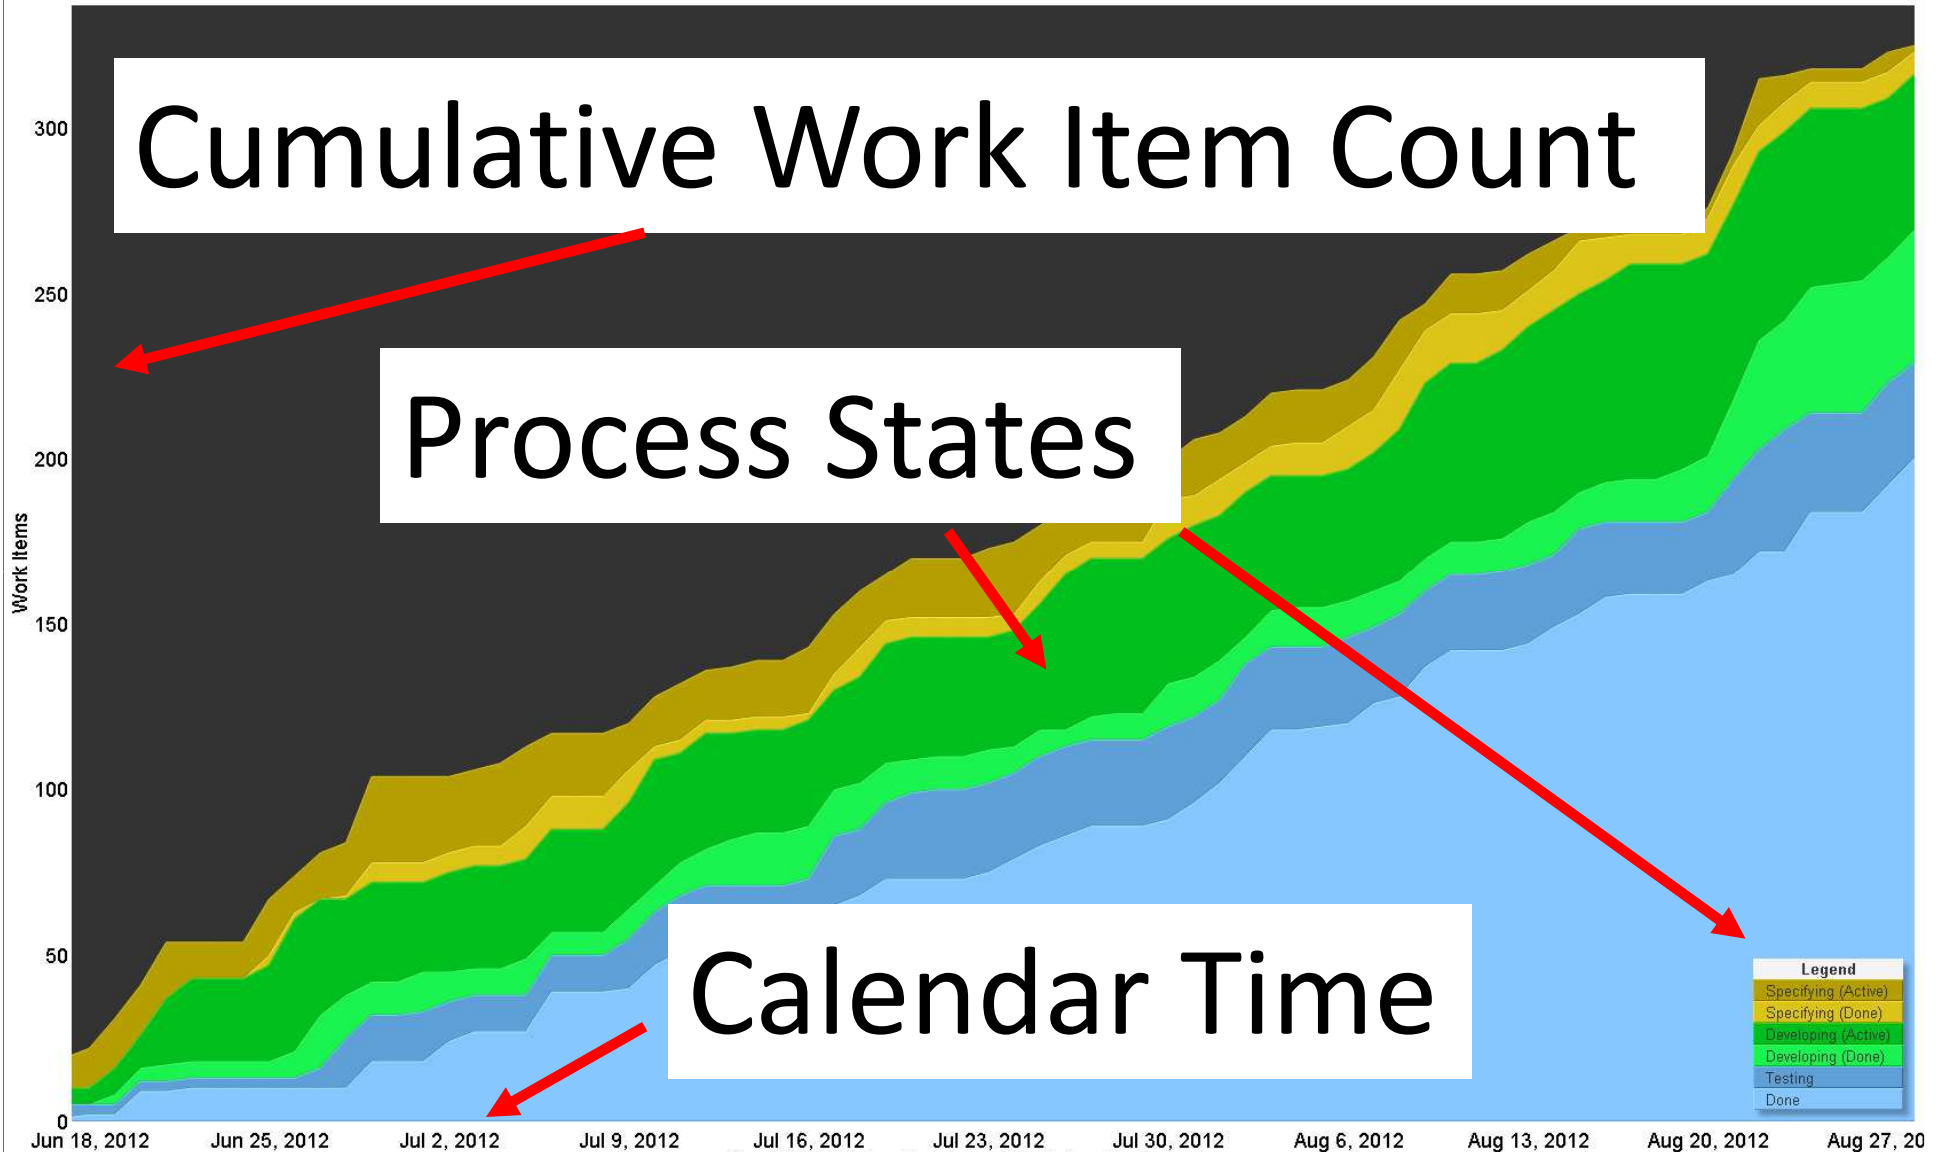 Cumulative Work Item Count
300
250
Process States
200
Work Items
150
100
Calendar Time
50
Legend
Specifying (Active)
Specifying (Done)
Developing (Active)
Developing (Done)
Testing
Done
0
Jun 18, 2012 Jun 25, 2012 Jul 2, 2012 Jul 9, 2012 Jul 16, 2012 Jul 23, 2012 Jul 30, 2012 Aug 6, 2012 Aug 13, 2012 Aug 20, 2012 Aug 27, 20